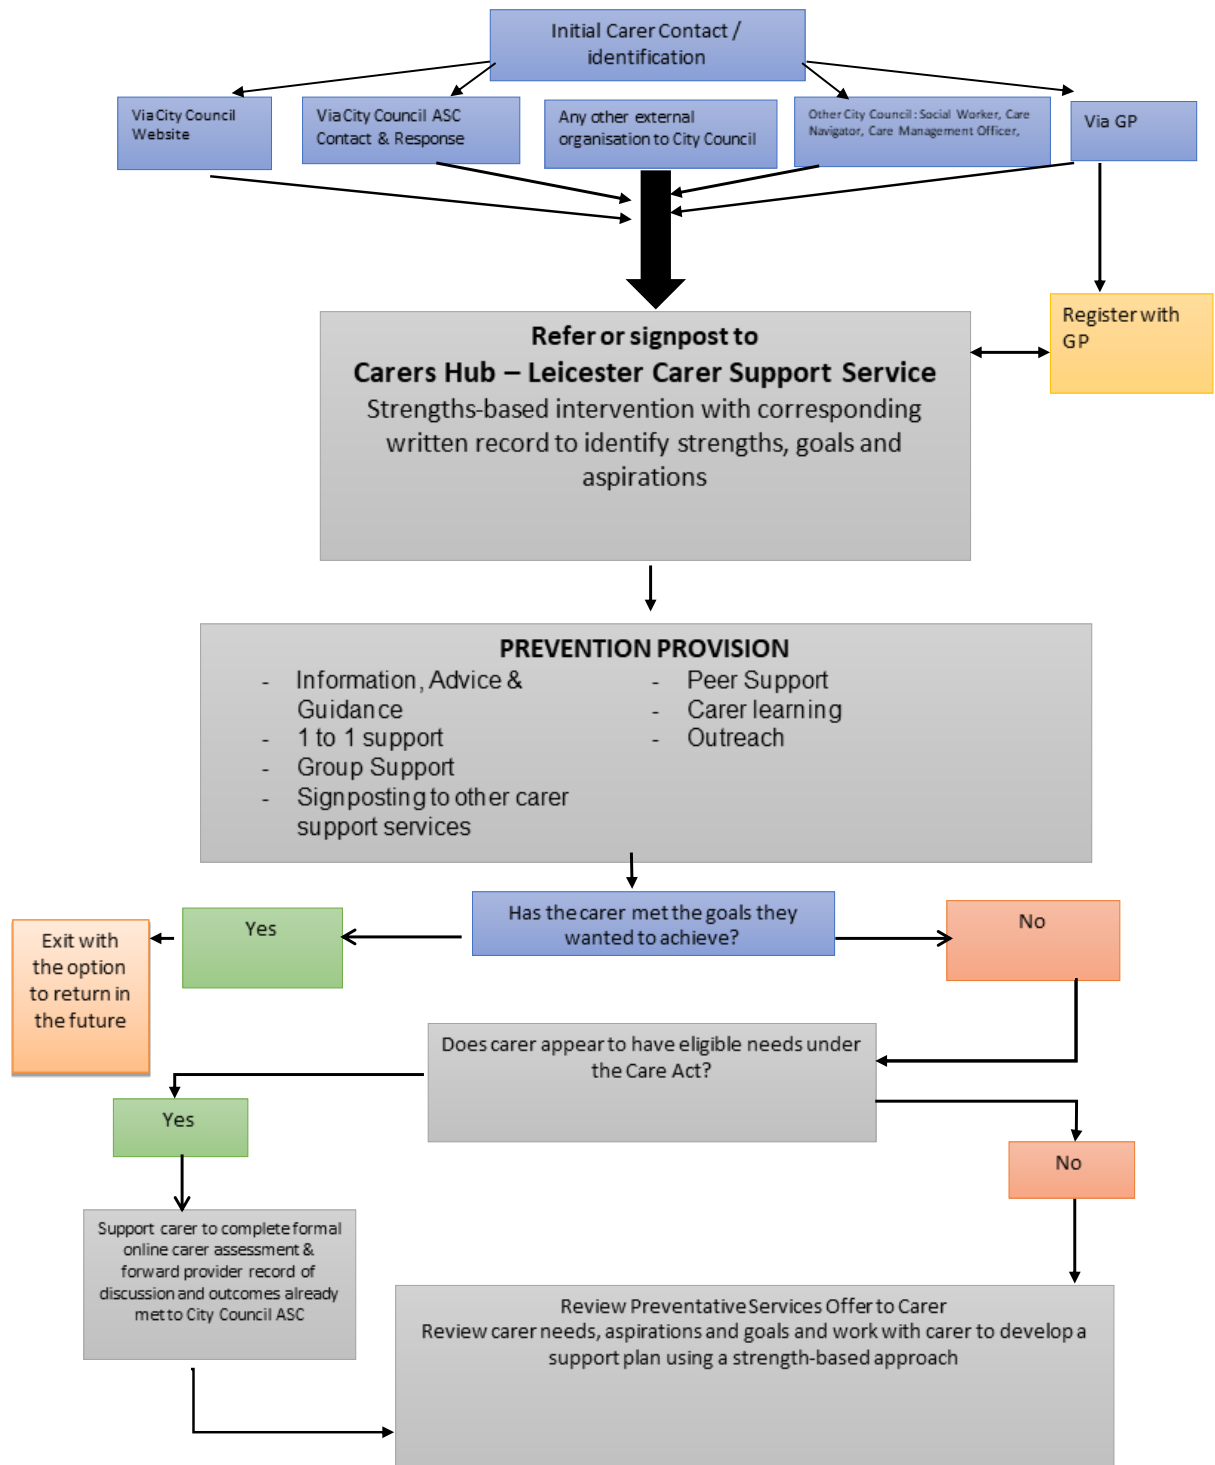 Initial Carer Contact /
identification
Via City Council
Website
Via City Council ASC
Contact & Response
Any other external
organisation to City Council
Other City Council : Social Worker, Care
Navigator, Care Management Officer,
Via GP
Register with
GP
Refer or signpost to
Carers Hub – Leicester Carer Support Service
Strengths-based intervention with corresponding
written record to identify strengths, goals and
aspirations
PREVENTION PROVISION
- Information, Advice &
Guidance
- 1 to 1 support
- Group Support
- Signposting to other carer
support services
- Peer Support
- Carer learning
- Outreach
Has the carer met the goals they
wanted to achieve?
Yes
No
Exit with
the option
to return in
the future
Does carer appear to have eligible needs under
the Care Act?
Yes
No
Support carer to complete formal
online carer assessment &
forward provider record of
discussion and outcomes already
met to City Council ASC
Review Preventative Services Offer to Carer
Review carer needs, aspirations and goals and work with carer to develop a
support plan using a strength-based approach